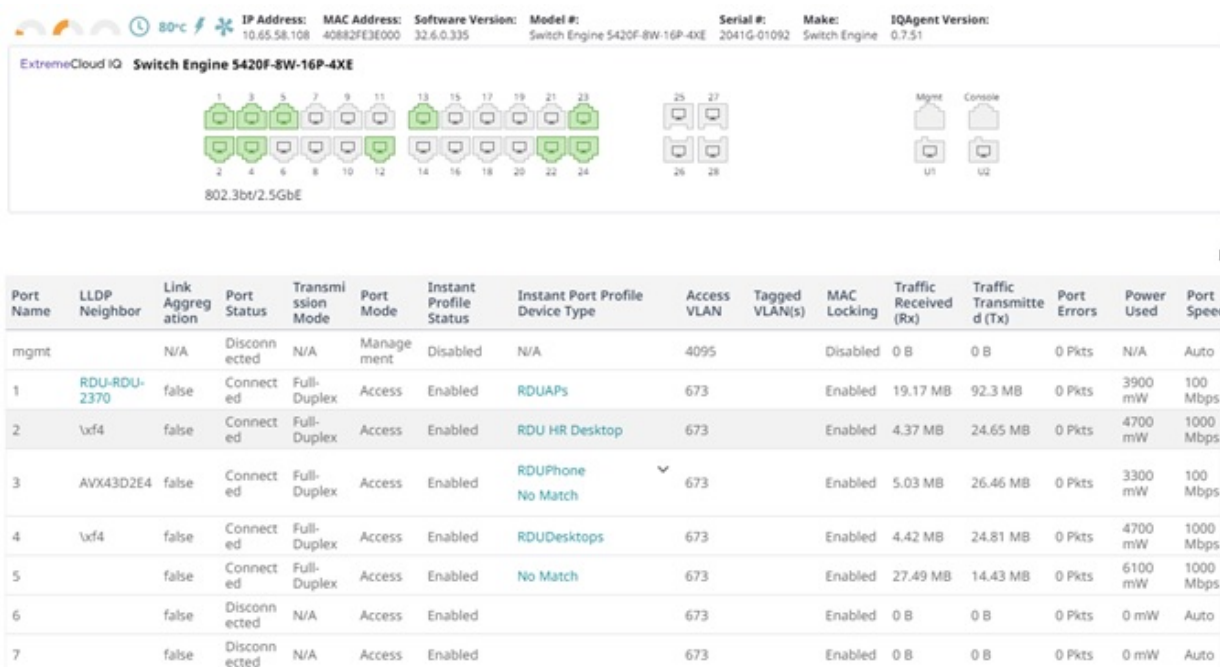 IP Address: MAC Address: Software Version: Model #: Serial #: Make: IQAgent Version:
80°c 10.65.58.108 40882FE3E000 32.6.0.335 Switch Engine 5420F-8W-16P-4XE 2041G-01092 Switch Engine 0.7.51
ExtremeCloud IQ Switch Engine 5420F-8W-16P-4XE
1 3 5 7 9 11 13 15 17 19 21 23 25 27 Mgmt Console
2 4 6 8 10 12 14 16 18 20 22 24 26 28 U1 U2
802.3bt/2.5GbE
Port Name LLDP Neighbor Link Aggregation Port Status Transmission Mode Port Mode Instant Profile Status Instant Port Profile Device Type Access VLAN Tagged VLAN(s) MAC Locking Traffic Received (Rx) Traffic Transmitted (Tx) Port Errors Power Used Port Speed
mgmt N/A Disconnected N/A Management Disabled N/A 4095 Disabled 0 B 0 B 0 Pkts N/A Auto
1 RDU-RDU-2370 false Connected Full-Duplex Access Enabled RDUAPs 673 Enabled 19.17 MB 92.3 MB 0 Pkts 3900 mW 100 Mbps
2 \xf4 false Connected Full-Duplex Access Enabled RDU HR Desktop 673 Enabled 4.37 MB 24.65 MB 0 Pkts 4700 mW 1000 Mbps
3 AVX43D2E4 false Connected Full-Duplex Access Enabled RDUPhone No Match 673 Enabled 5.03 MB 26.46 MB 0 Pkts 3300 mW 100 Mbps
4 \xf4 false Connected Full-Duplex Access Enabled RDUDesktops 673 Enabled 4.42 MB 24.81 MB 0 Pkts 4700 mW 1000 Mbps
5 false Connected Full-Duplex Access Enabled No Match 673 Enabled 27.49 MB 14.43 MB 0 Pkts 6100 mW 1000 Mbps
6 false Disconnected N/A Access Enabled 673 Enabled 0 B 0 B 0 Pkts 0 mW Auto
7 false Disconnected N/A Access Enabled 673 Enabled 0 B 0 B 0 Pkts 0 mW Auto